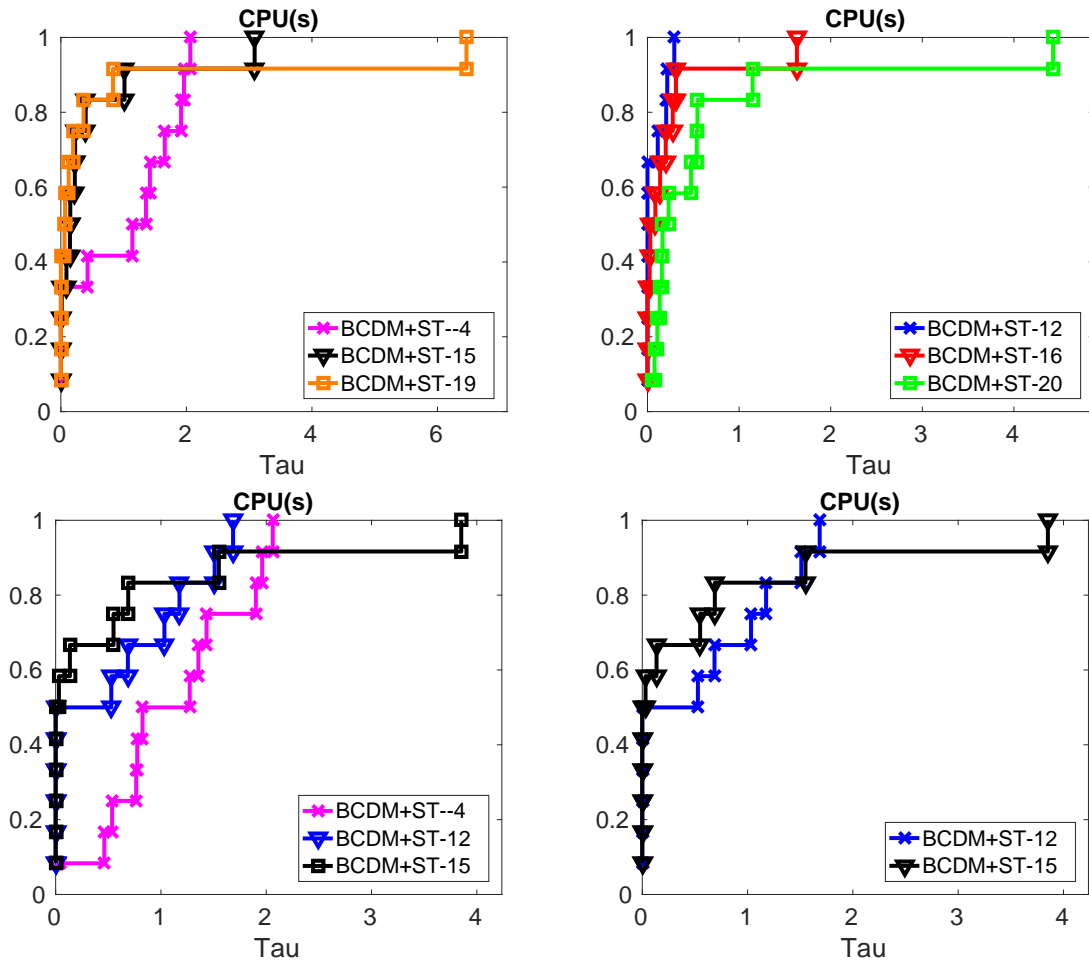 CPU(s)
1
0.8
0.6
0.4
0.2
0
0 2 4 6
Tau
BCDM+ST--4
BCDM+ST-15
BCDM+ST-19
CPU(s)
1
0.8
0.6
0.4
0.2
0
0 1 2 3 4
Tau
BCDM+ST-12
BCDM+ST-16
BCDM+ST-20
CPU(s)
1
0.8
0.6
0.4
0.2
0
0 1 2 3 4
Tau
BCDM+ST--4
BCDM+ST-12
BCDM+ST-15
CPU(s)
1
0.8
0.6
0.4
0.2
0
0 1 2 3 4
Tau
BCDM+ST-12
BCDM+ST-15